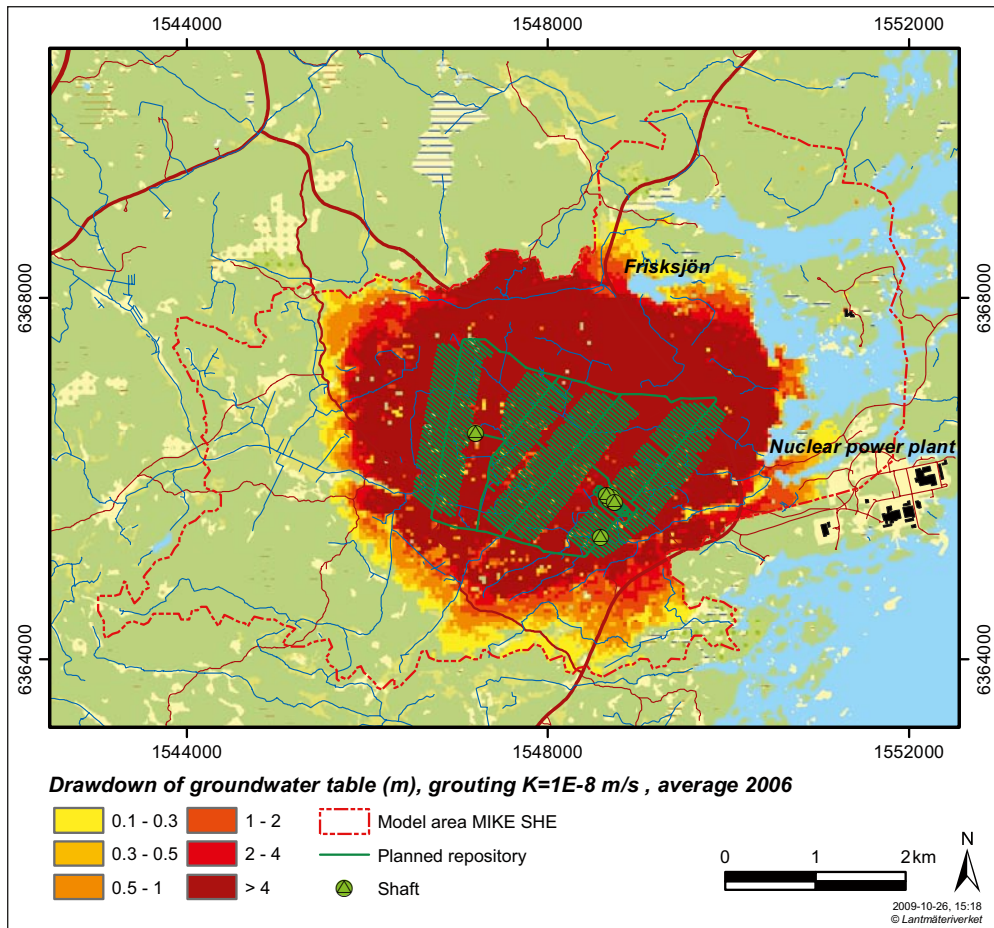 1544000 1548000 1552000
Frisksjön
6368000 6368000
Nuclear power plant
6364000 6364000
1544000 1548000 1552000
Drawdown of groundwater table (m), grouting K=1E-8 m/s , average 2006
0.1 - 0.3 1 - 2 Model area MIKE SHE
0.3 - 0.5 2 - 4 Planned repository
0.5 - 1 > 4 Shaft
0 1 2 km
N
2009-10-26, 15:18
© Lantmäteriverket